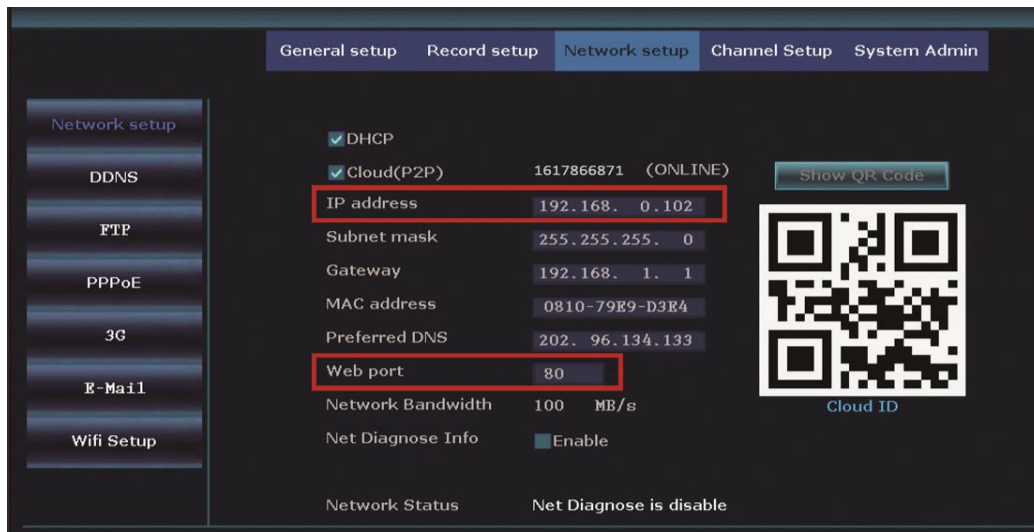 General setup Record setup Network setup Channel Setup System Admin
Network setup
DDNS
FTP
PPPoE
3G
E-Mail
Wifi Setup
DHCP
Cloud(P2P) 1617866871 (ONLINE)
IP address 192.168. 0.102
Subnet mask 255.255.255. 0
Gateway 192.168. 1. 1
MAC address 0810-79E9-D3E4
Preferred DNS 202. 96.134.133
Web port 80
Network Bandwidth 100 MB/s
Net Diagnose Info Enable
Network Status Net Diagnose is disable
Show QR Code
Cloud ID